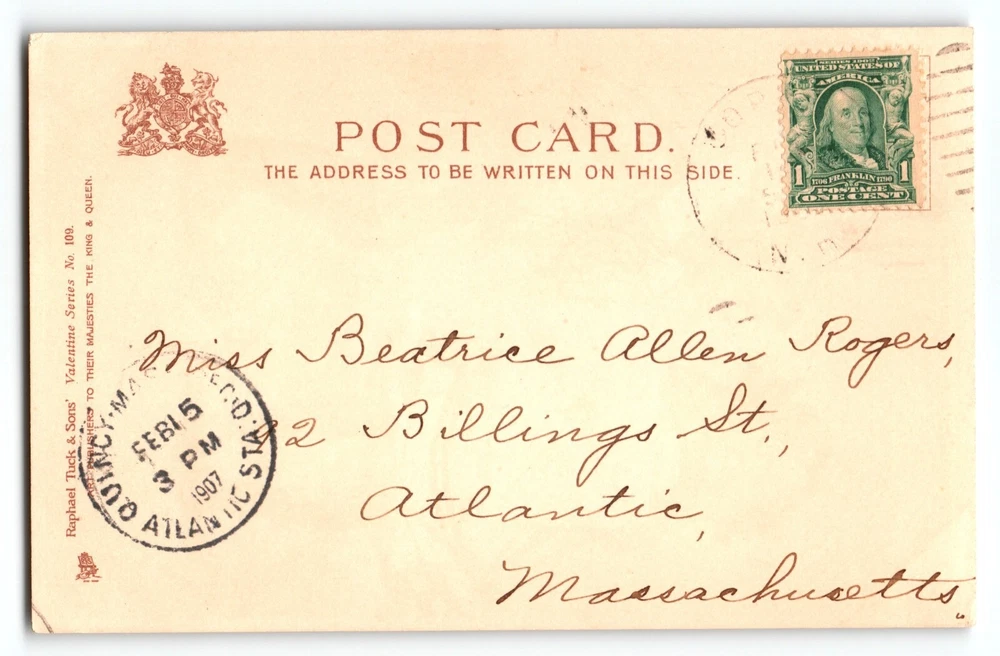 POST CARD.
THE ADDRESS TO BE WRITTEN ON THIS SIDE.
SERIES 1902
UNITED STATES OF
AMERICA
1 1790 FRANKLIN 1
POSTAGE
ONE CENT
Raphael Tuck & Sons' Valentine Series No. 109.
ART PUBLISHERS TO THEIR MAJESTIES THE KING & QUEEN.
Miss Beatrice Allen Rogers,
Billings St.,
Atlantic,
Massachusetts.
QUINCY. REC'D.
FEB 15
3 PM
1907
ATLANTIC STA.